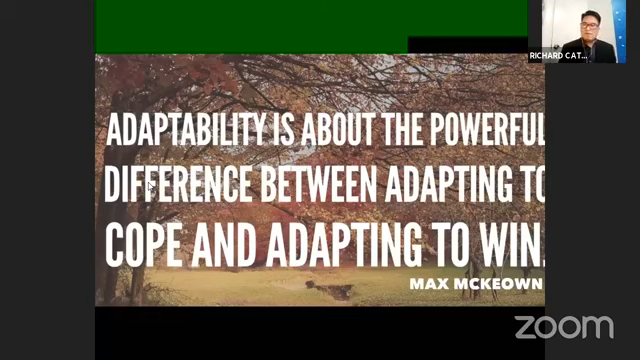 RICHARD CAT...
ADAPTABILITY IS ABOUT THE POWERFUL
DIFFERENCE BETWEEN ADAPTING TO
COPE AND ADAPTING TO WIN.
MAX MCKEOWN
zoom